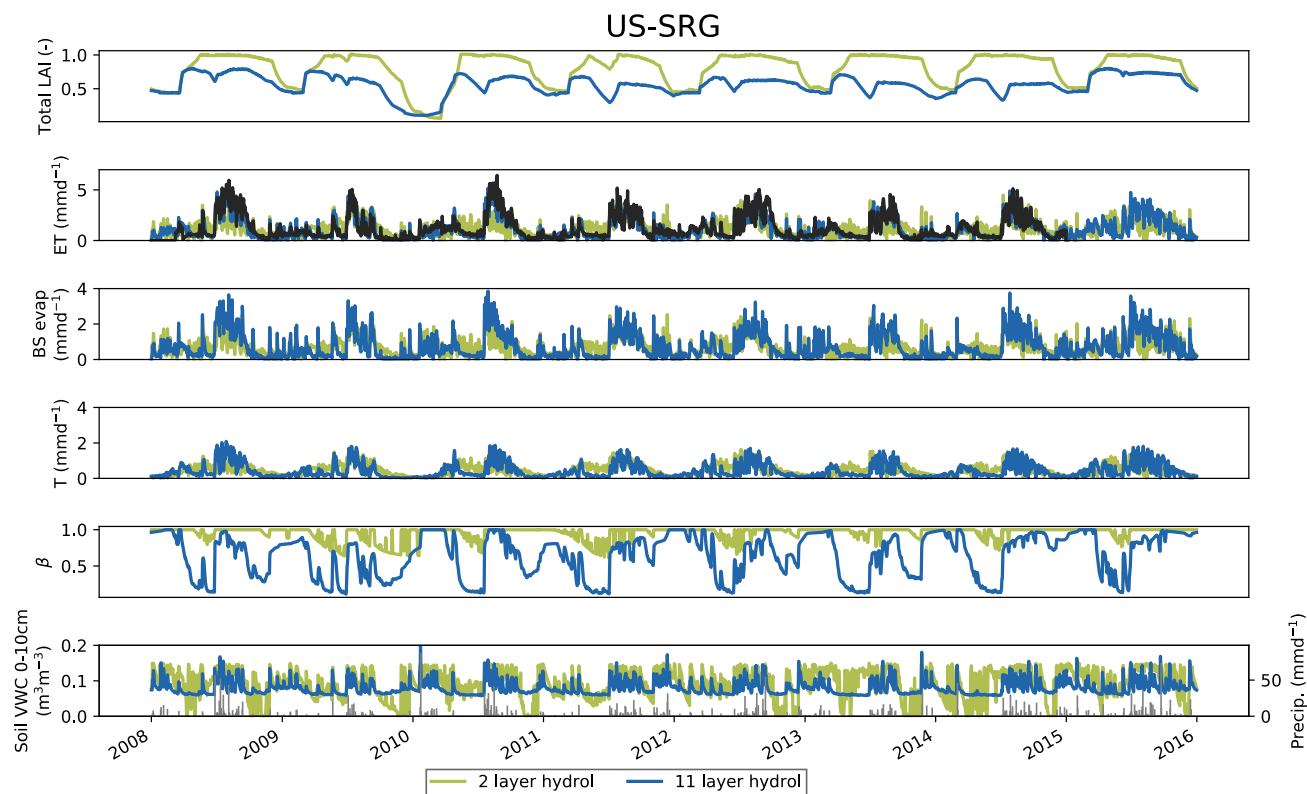 US-SRG
Total LAI (-)
1.0
0.5
ET (mmd⁻¹)
5
0
BS evap
(mmd⁻¹)
4
2
0
T (mmd⁻¹)
4
2
0
β
1.0
0.5
Soil VWC 0-10cm
(m³m⁻³)
0.2
0.1
0.0
50
0
Precip. (mmd⁻¹)
2008 2009 2010 2011 2012 2013 2014 2015 2016
2 layer hydrol 11 layer hydrol